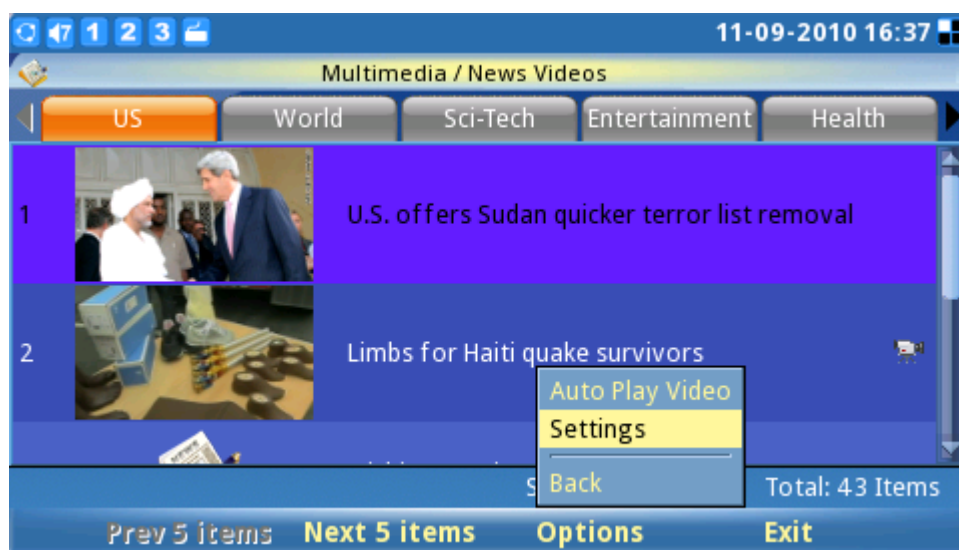 47 1 2 3 11-09-2010 16:37
Multimedia / News Videos
US World Sci-Tech Entertainment Health
1 U.S. offers Sudan quicker terror list removal
2 Limbs for Haiti quake survivors
NEWS
Auto Play Video
Settings
Back
Total: 43 Items
Prev 5 items Next 5 items Options Exit